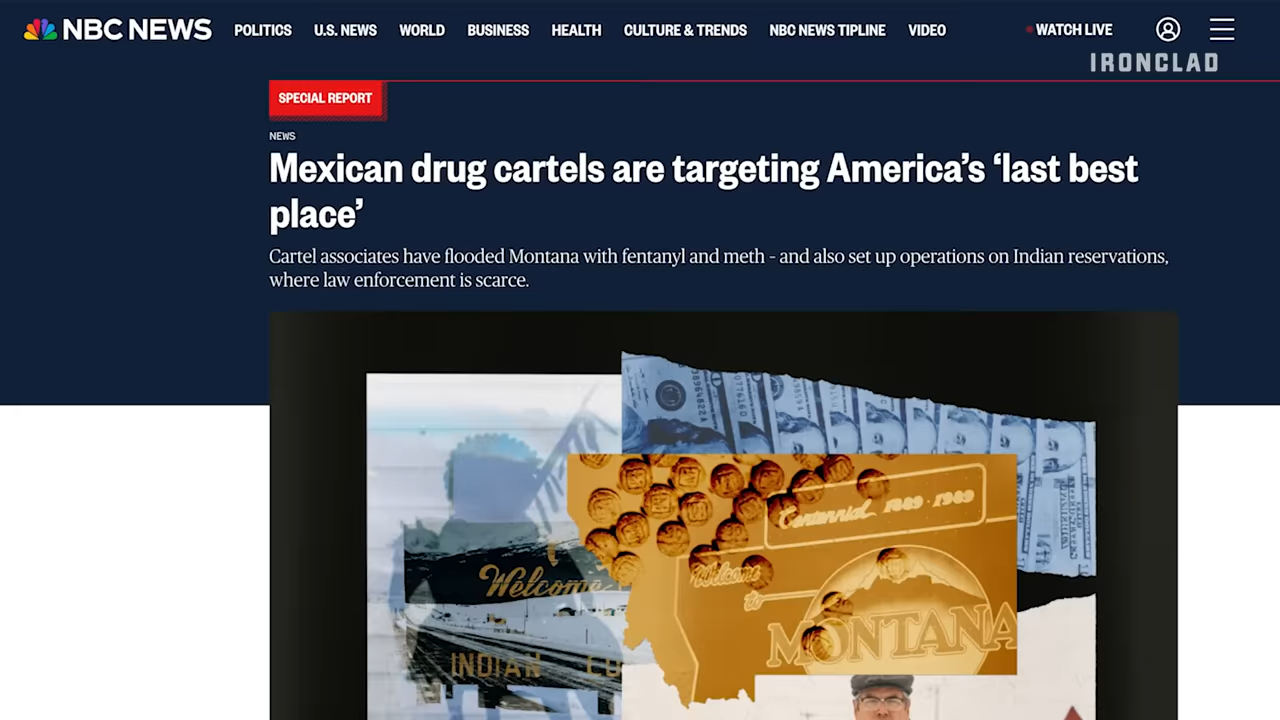 NBC NEWS POLITICS U.S. NEWS WORLD BUSINESS HEALTH CULTURE & TRENDS NBC NEWS TIPLINE VIDEO WATCH LIVE
IRONCLAD
SPECIAL REPORT
NEWS
Mexican drug cartels are targeting America’s ‘last best
place’
Cartel associates have flooded Montana with fentanyl and meth - and also set up operations on Indian reservations,
where law enforcement is scarce.
Centennial 1889 · 1989
Welcome
to
MONTANA
Welcome
INDIAN